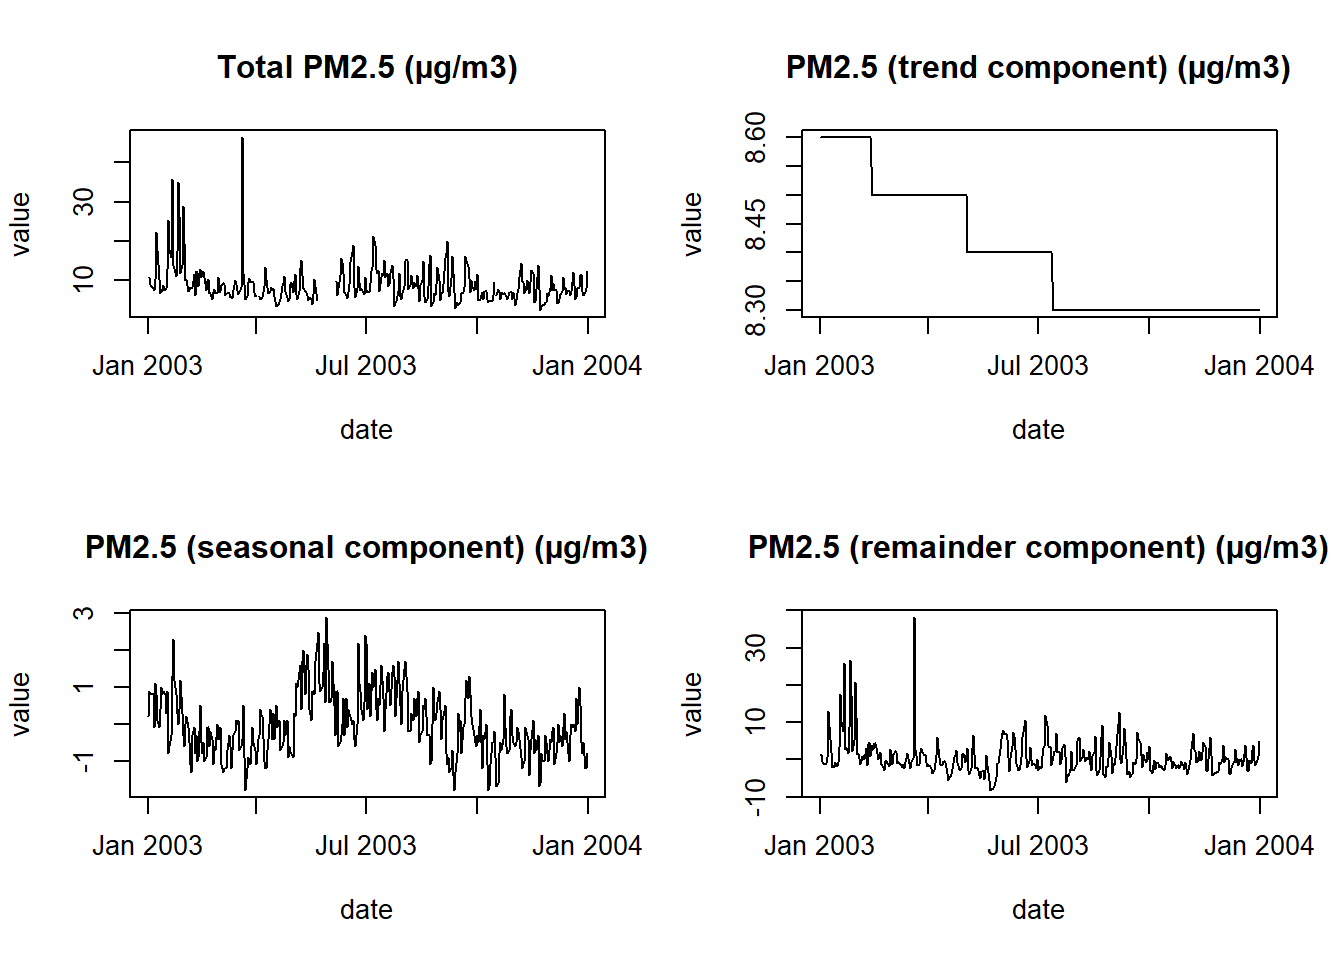 Total PM2.5 (µg/m3)
value
30
10
Jan 2003
Jul 2003
Jan 2004
date
PM2.5 (trend component) (µg/m3)
value
8.60
8.45
8.30
Jan 2003
Jul 2003
Jan 2004
date
PM2.5 (seasonal component) (µg/m3)
value
3
1
-1
Jan 2003
Jul 2003
Jan 2004
date
PM2.5 (remainder component) (µg/m3)
value
30
10
-10
Jan 2003
Jul 2003
Jan 2004
date